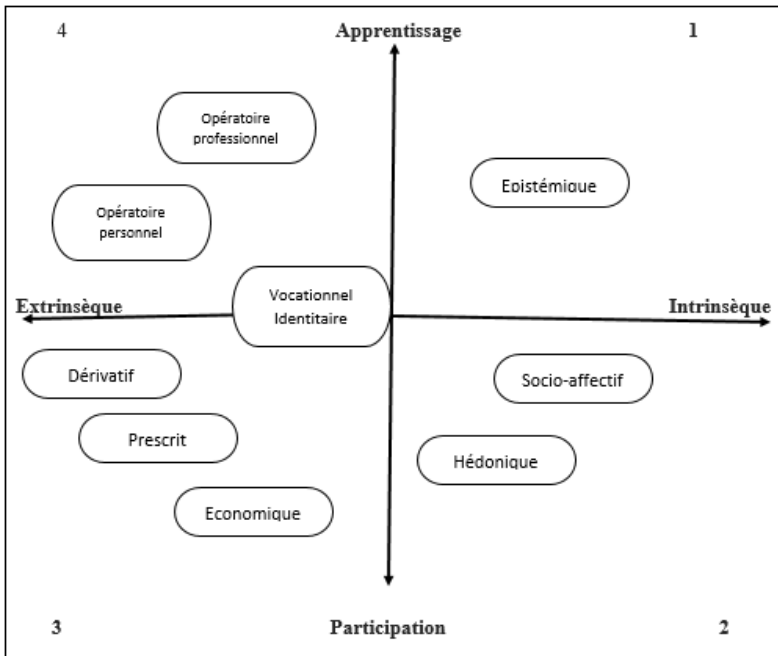 4 Apprentissage 1
Opératoire
professionnel
Epistémique
Opératoire
personnel
Vocationnel
Identitaire
Extrinsèque Intrinsèque
Dérivatif
Socio-affectif
Prescrit
Hédonique
Economique
3 Participation 2